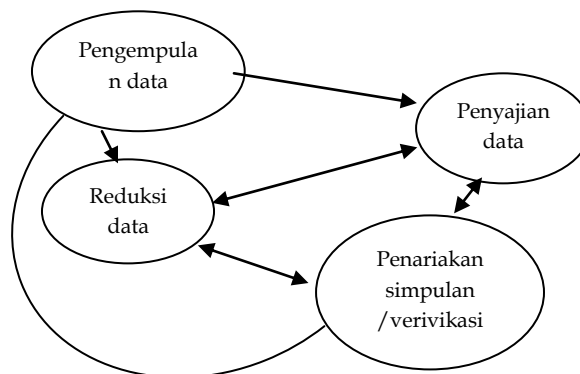 Pengempula
n data
Penyajian
data
Reduksi
data
Penariakan
simpulan
/verivikasi